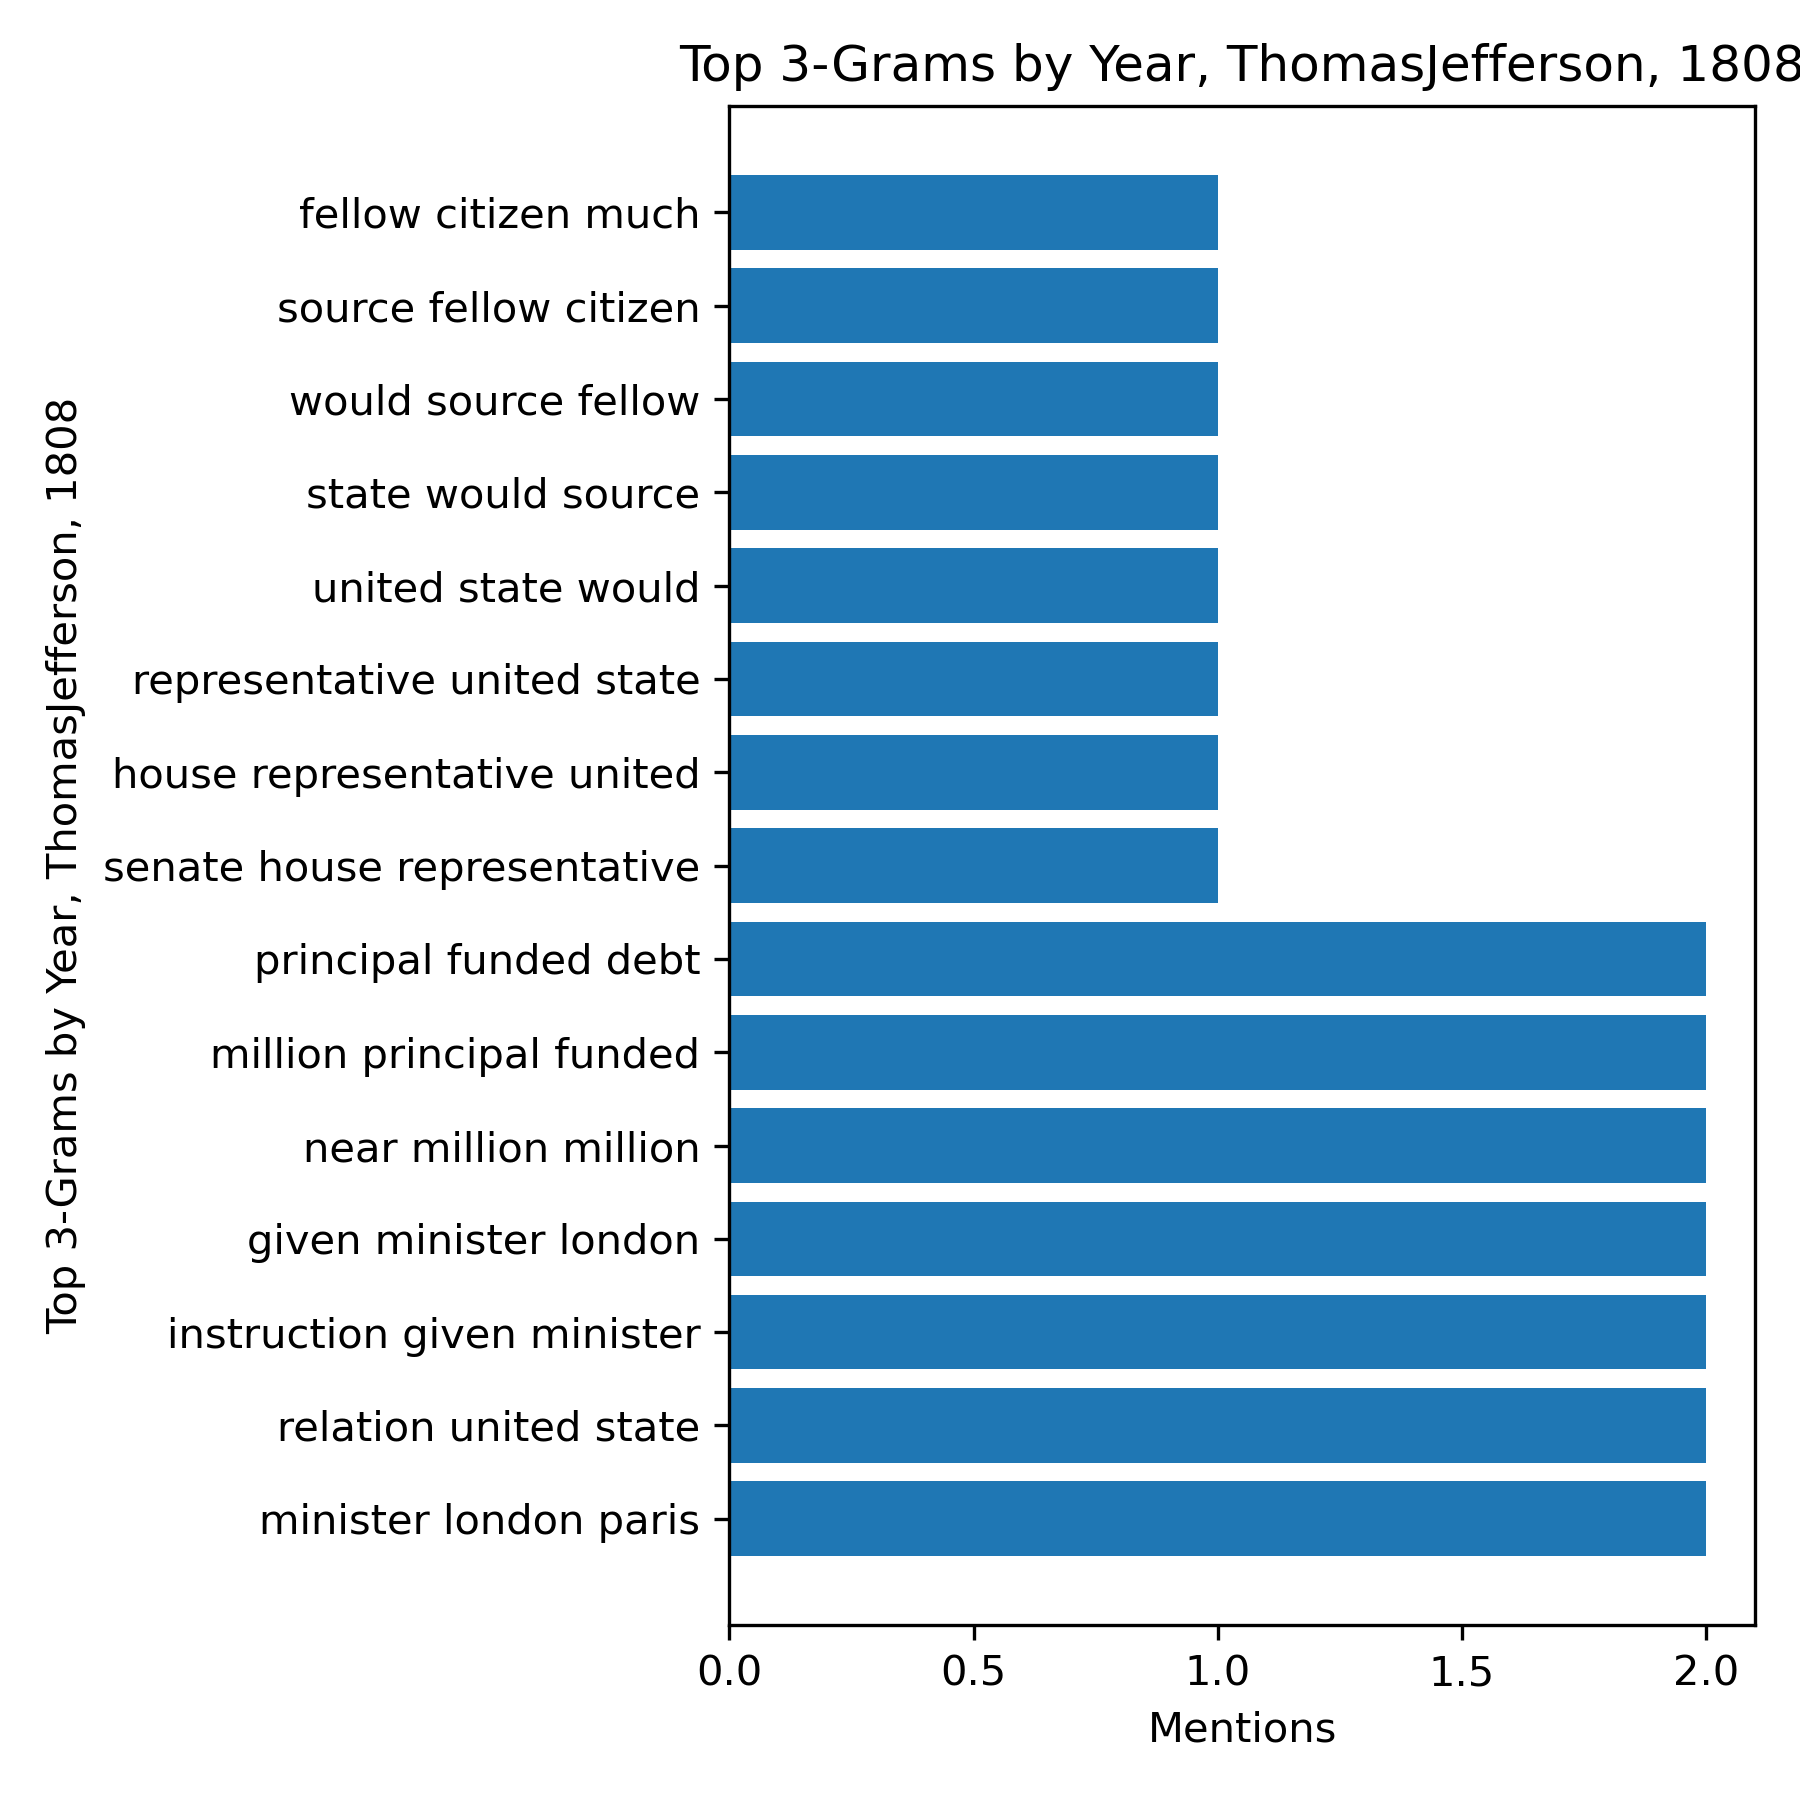 Top 3-Grams by Year, ThomasJefferson, 1808
Top 3-Grams by Year, ThomasJefferson, 1808
fellow citizen much
source fellow citizen
would source fellow
state would source
united state would
representative united state
house representative united
senate house representative
principal funded debt
million principal funded
near million million
given minister london
instruction given minister
relation united state
minister london paris
0.0 0.5 1.0 1.5 2.0
Mentions